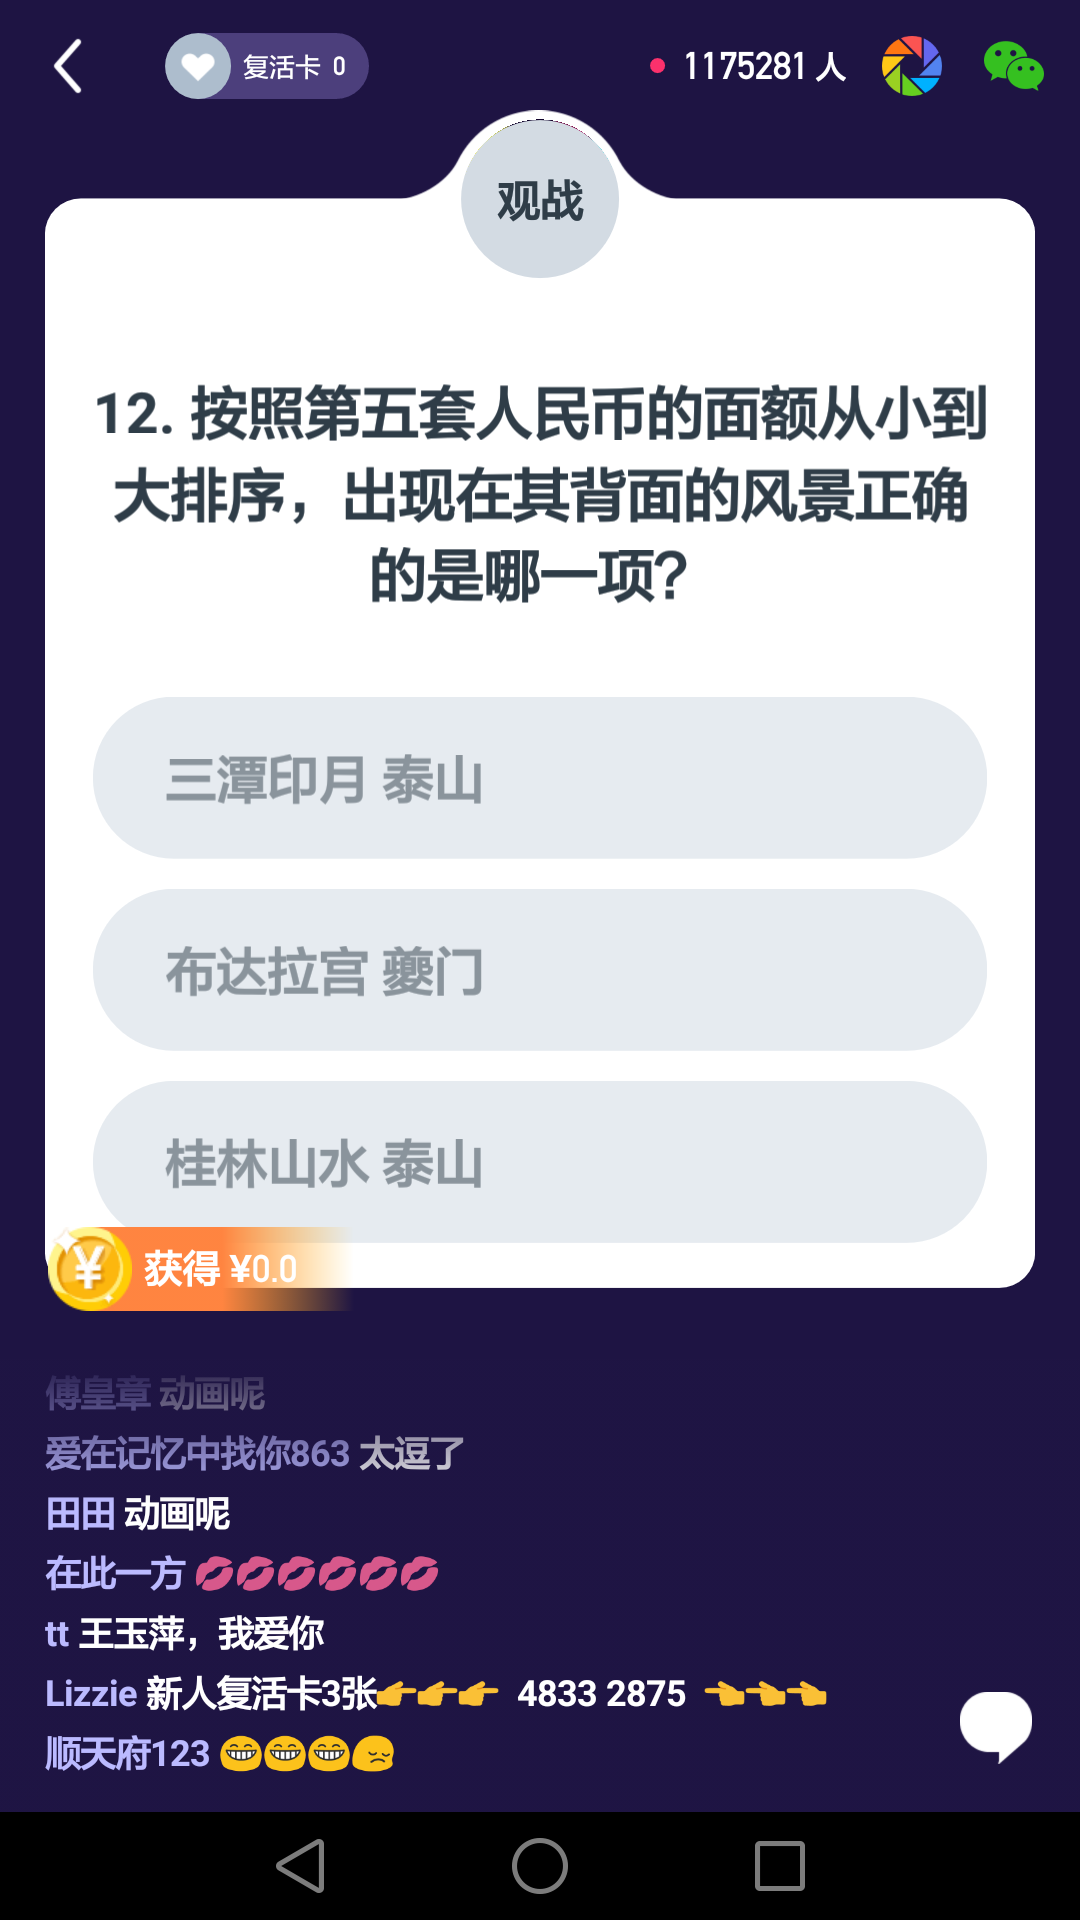 复活卡 0
1175281 人
观战
12. 按照第五套人民币的面额从小到
大排序，出现在其背面的风景正确
的是哪一项?
三潭印月 泰山
布达拉宫 夔门
桂林山水 泰山
获得 ¥0.0
傅皇章 动画呢
爱在记忆中找你863 太逗了
田田 动画呢
在此一方 💋💋💋💋💋💋
tt 王玉萍，我爱你
Lizzie 新人复活卡3张👉👉👉 4833 2875 👈👈👈
顺天府123 😁😁😁😞